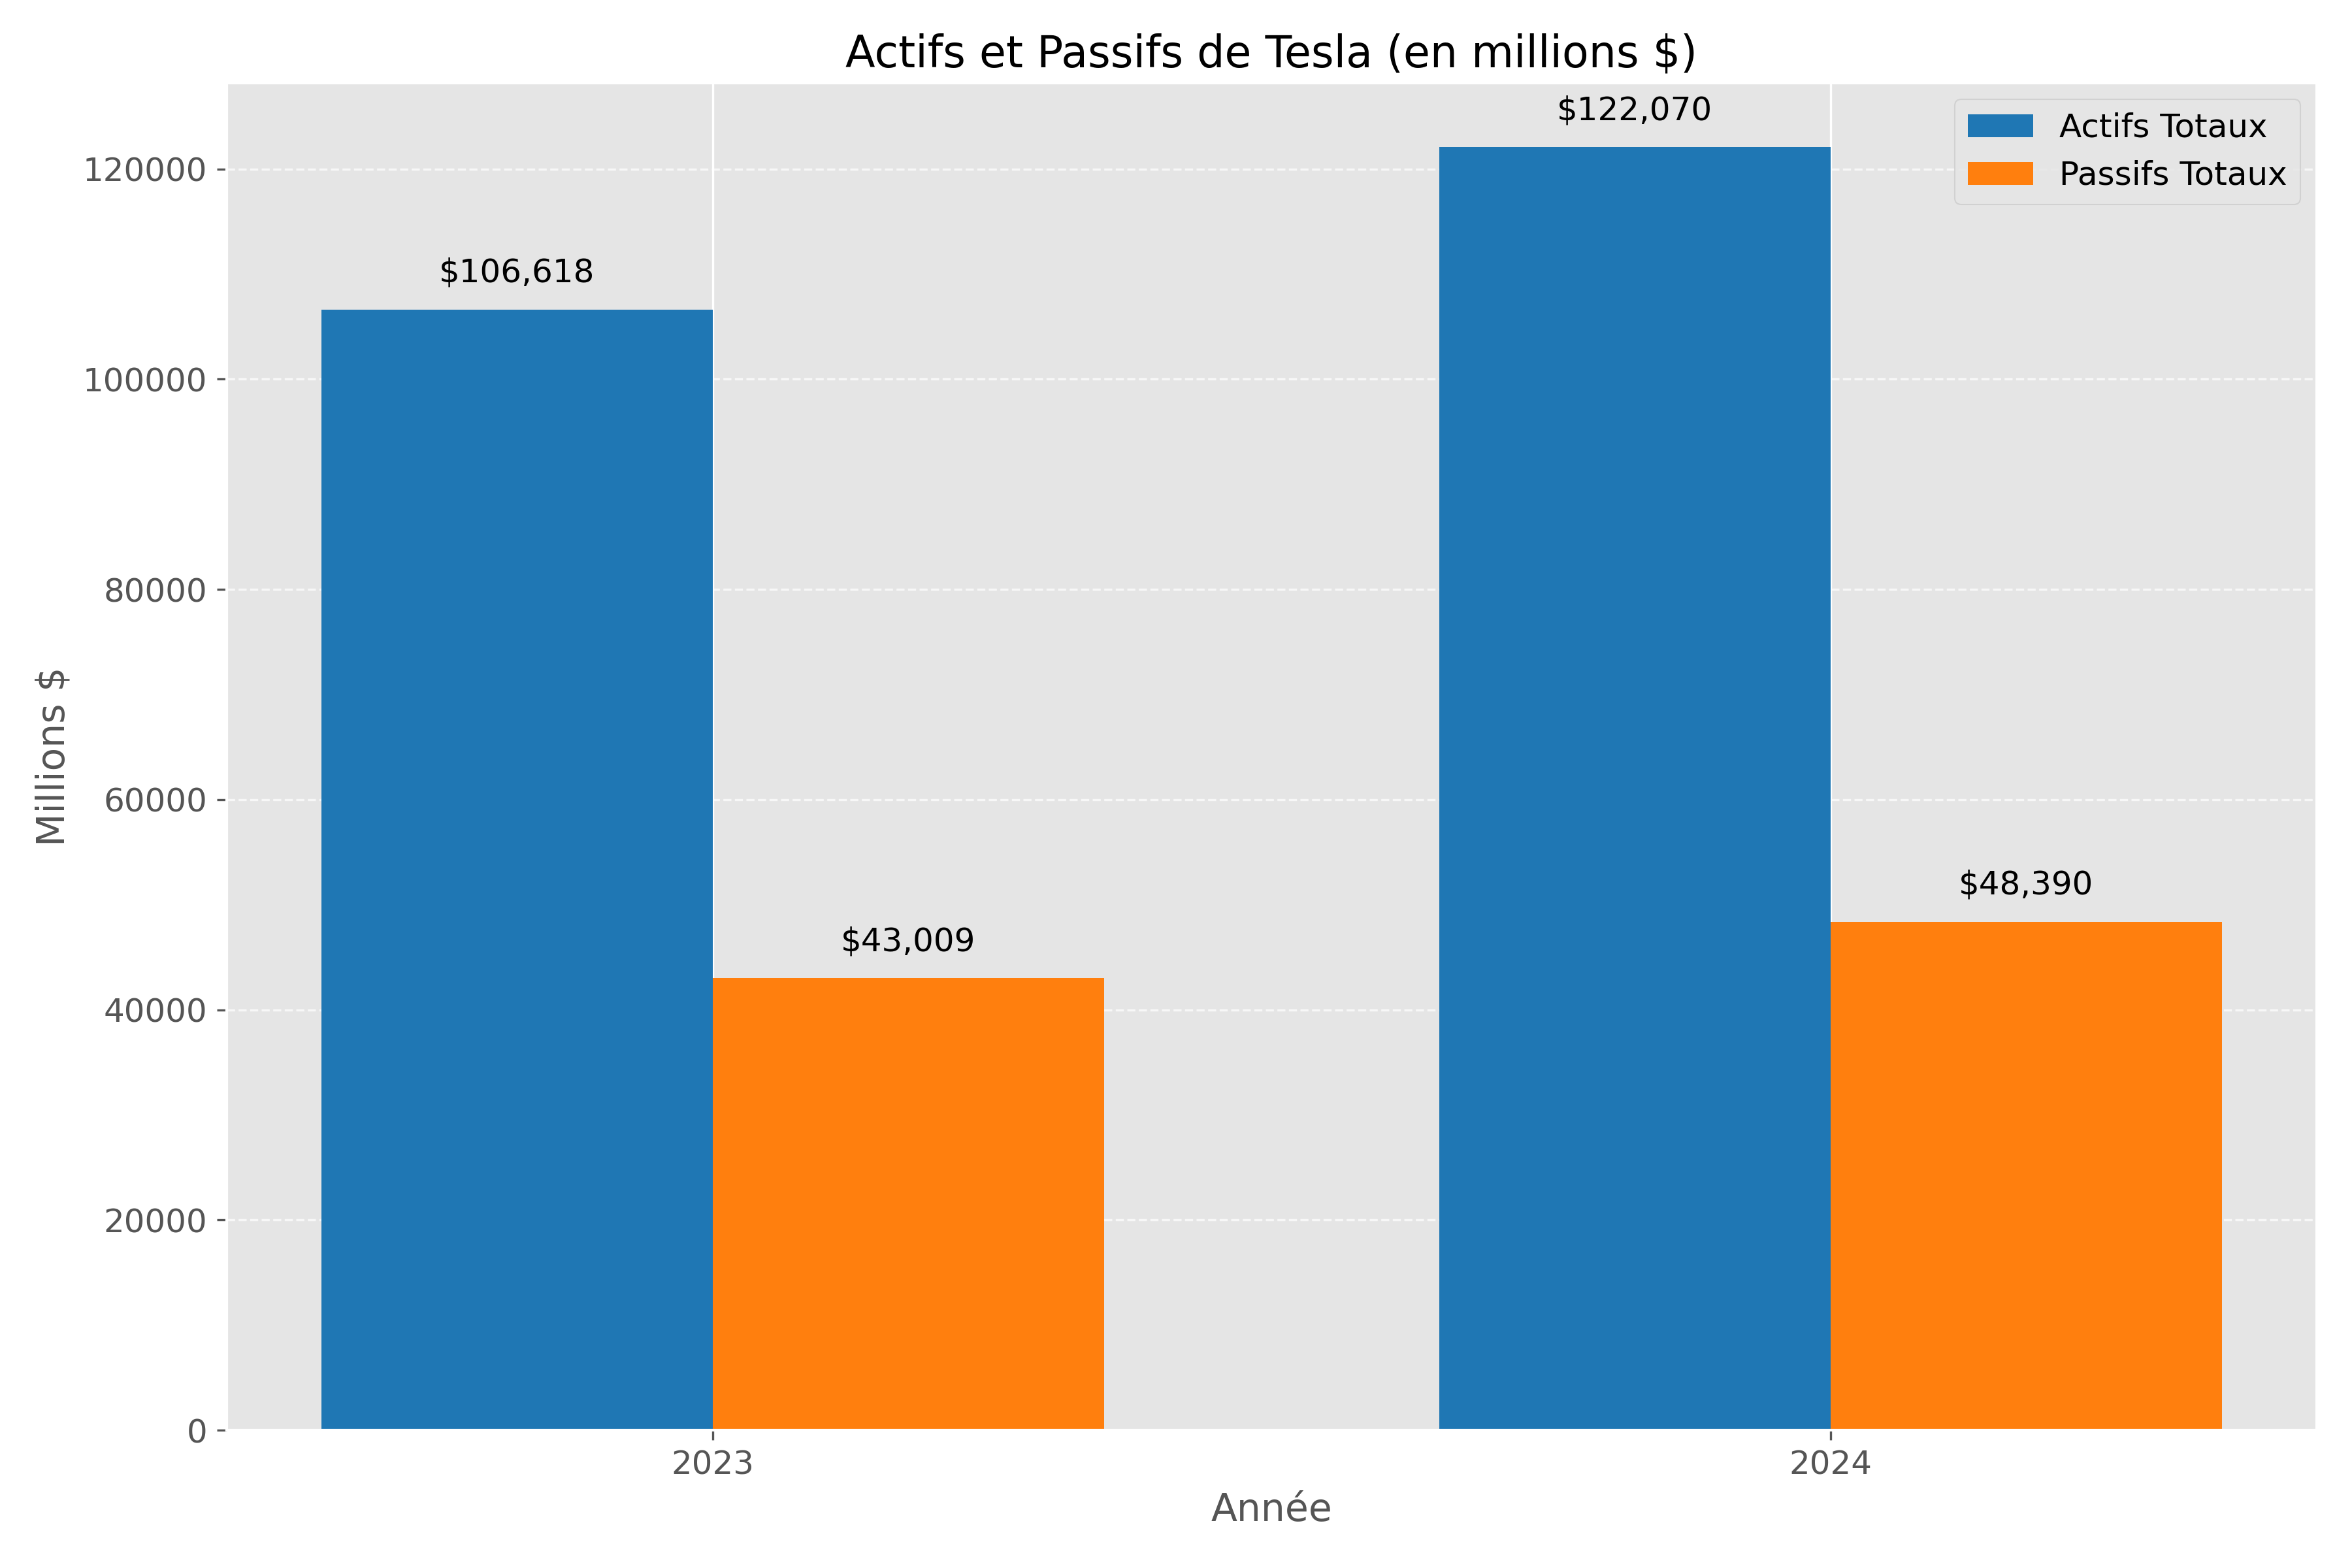 Actifs et Passifs de Tesla (en millions $)
$122,070
Actifs Totaux
Passifs Totaux
120000
$106,618
100000
80000
Millions $
60000
$48,390
$43,009
40000
20000
0
2023
2024
Année